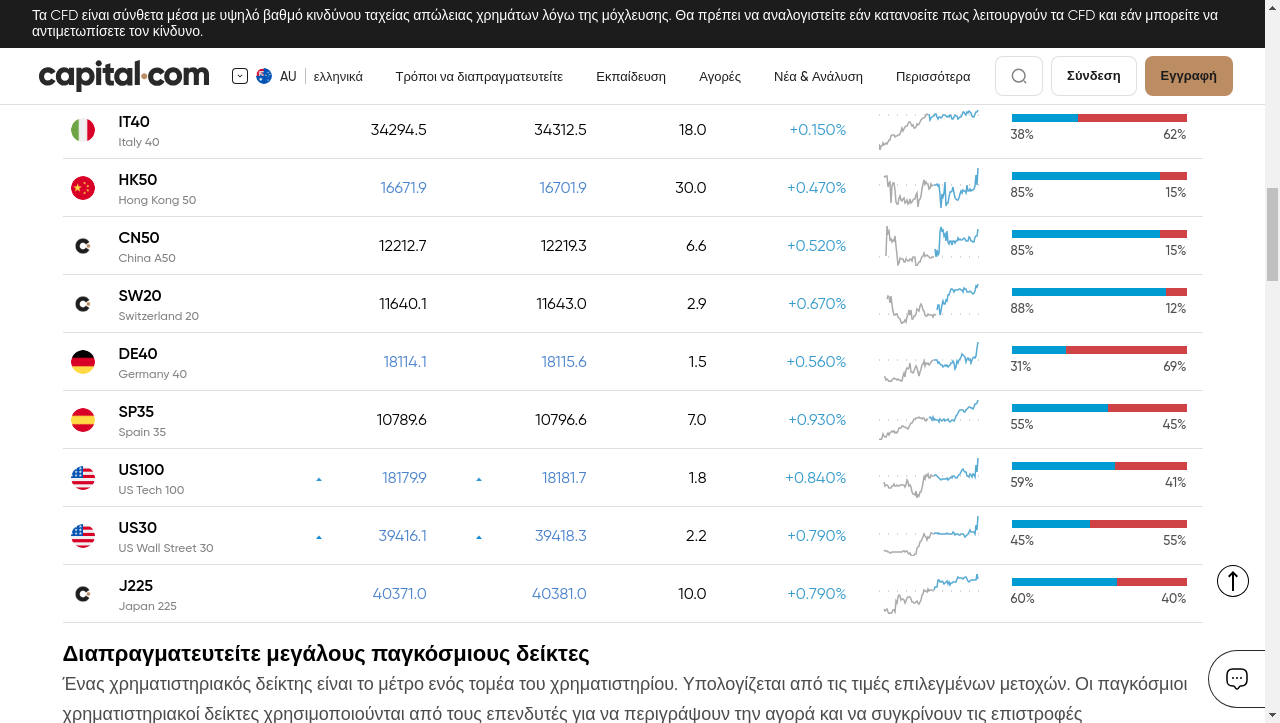 Τα CFD είναι σύνθετα μέσα με υψηλό βαθμό κινδύνου ταχείας απώλειας χρημάτων λόγω της μόχλευσης. Θα πρέπει να αναλογιστείτε εάν κατανοείτε πως λειτουργούν τα CFD και εάν μπορείτε να
αντιμετωπίσετε τον κίνδυνο.
capital.com AU ελληνικά Τρόποι να διαπραγματευτείτε Εκπαίδευση Αγορές Νέα & Ανάλυση Περισσότερα Σύνδεση Εγγραφή
IT40 34294.5 34312.5 18.0 +0.150%
Italy 40 38% 62%
HK50 16671.9 16701.9 30.0 +0.470%
Hong Kong 50 85% 15%
CN50 12212.7 12219.3 6.6 +0.520%
China A50 85% 15%
SW20 11640.1 11643.0 2.9 +0.670%
Switzerland 20 88% 12%
DE40 18114.1 18115.6 1.5 +0.560%
Germany 40 31% 69%
SP35 10789.6 10796.6 7.0 +0.930%
Spain 35 55% 45%
US100 18179.9 18181.7 1.8 +0.840%
US Tech 100 59% 41%
US30 39416.1 39418.3 2.2 +0.790%
US Wall Street 30 45% 55%
J225 40371.0 40381.0 10.0 +0.790%
Japan 225 60% 40%
Διαπραγματευτείτε μεγάλους παγκόσμιους δείκτες
Ένας χρηματιστηριακός δείκτης είναι το μέτρο ενός τομέα του χρηματιστηρίου. Υπολογίζεται από τις τιμές επιλεγμένων μετοχών. Οι παγκόσμιοι
χρηματιστηριακοί δείκτες χρησιμοποιούνται από τους επενδυτές για να περιγράψουν την αγορά και να συγκρίνουν τις επιστροφές